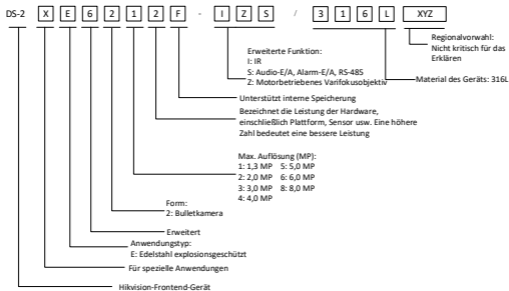 DS-2 X E 6 2 1 2 F - I Z S / 3 1 6 L XYZ
Regionalvorwahl:
Nicht kritisch für das
Erklären
Erweiterte Funktion:
I: IR
S: Audio-E/A, Alarm-E/A, RS-485
Z: Motorbetriebenes Varifokusobjektiv
Material des Geräts: 316L
Unterstützt interne Speicherung
Bezeichnet die Leistung der Hardware,
einschließlich Plattform, Sensor usw. Eine höhere
Zahl bedeutet eine bessere Leistung
Max. Auflösung (MP):
1: 1,3 MP 5: 5,0 MP
2: 2,0 MP 6: 6,0 MP
3: 3,0 MP 8: 8,0 MP
4: 4,0 MP
Form:
2: Bulletkamera
Erweitert
Anwendungstyp:
E: Edelstahl explosionsgeschützt
Für spezielle Anwendungen
Hikvision-Frontend-Gerät